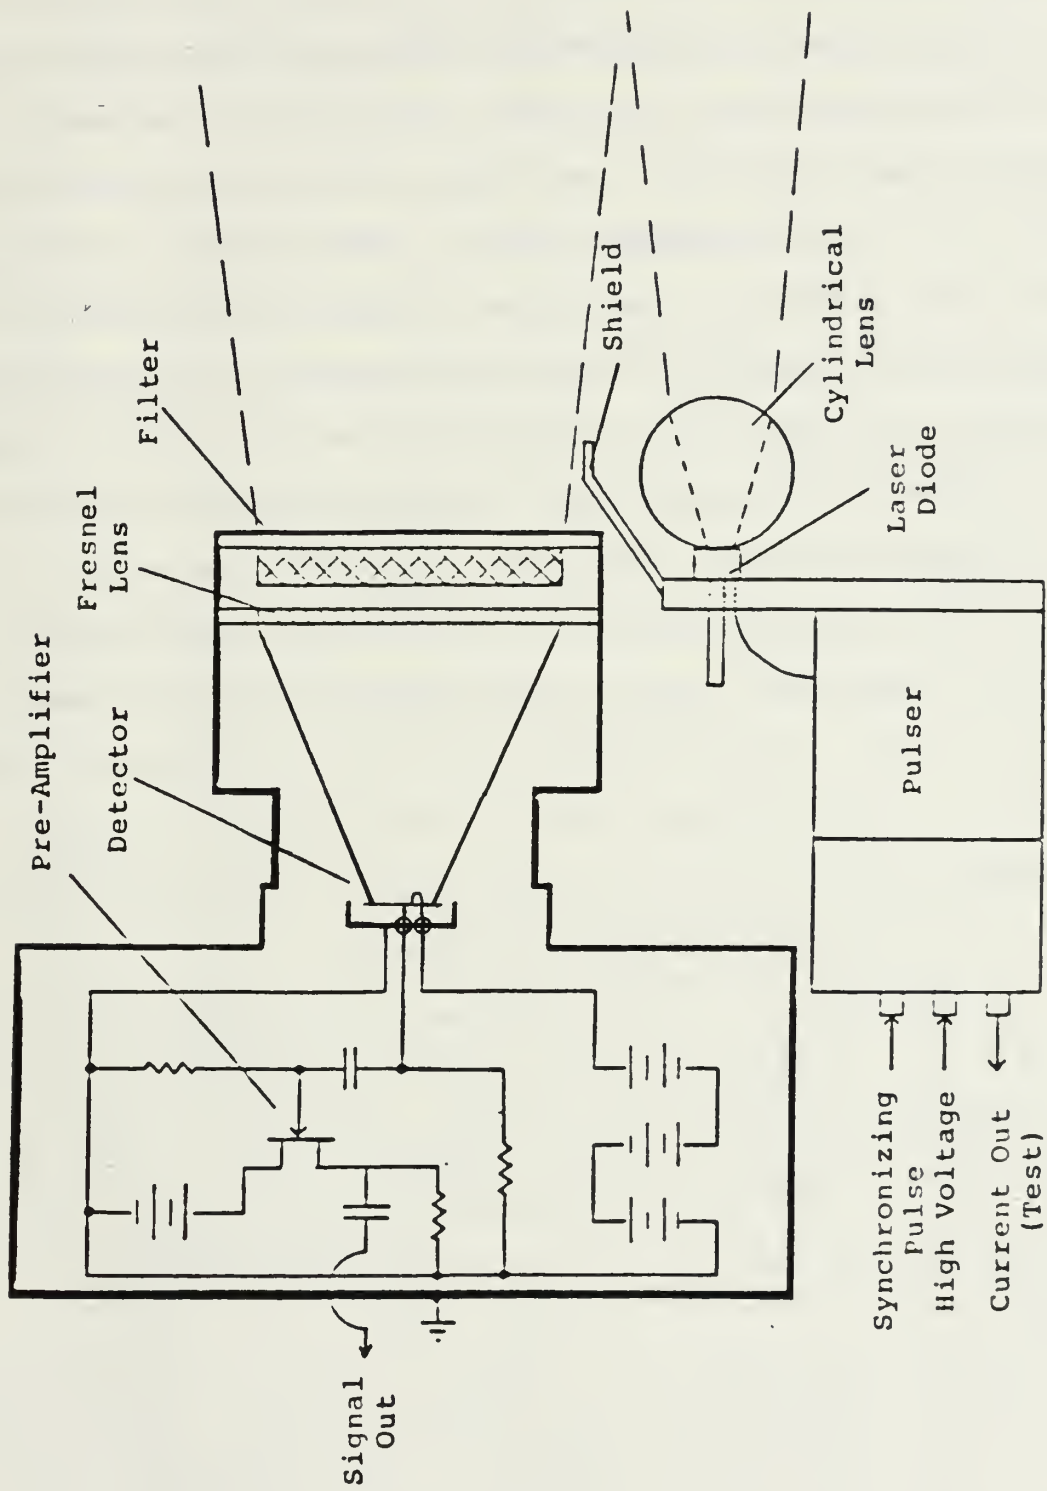 Pre-Amplifier
Detector
Fresnel
Lens
Filter
Shield
Cylindrical
Lens
Laser
Diode
Pulser
Signal
Out
Synchronizing
Pulse
High Voltage
Current Out
(Test)